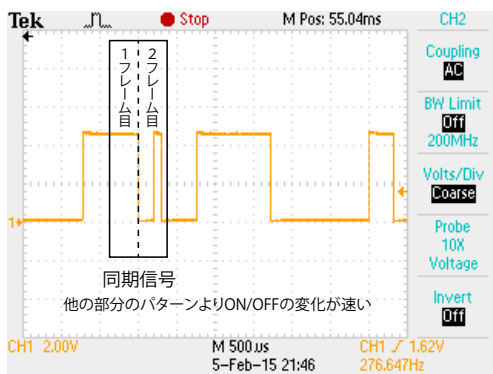 Tek
Stop
M Pos: 55.04ms
CH2
Coupling
AC
BW Limit
Off
200MHz
Volts/Div
Coarse
Probe
10X
Voltage
Invert
Off
1フレーム目
2フレーム目
1
同期信号
他の部分のパターンよりON/OFFの変化が速い
CH1 2.00V
M 500us
CH1 / 1.62V
5-Feb-15 21:46
276.647Hz